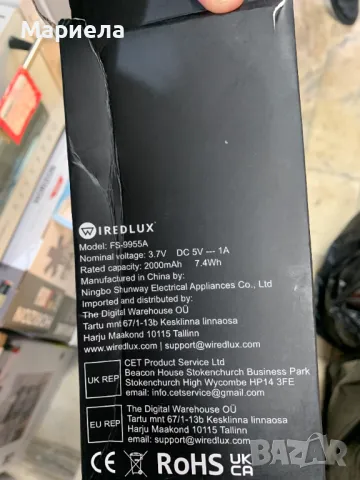 Мариела
WIREDLUX™
Model: FS-9955A
Nominal voltage: 3.7V DC 5V --- 1A
Rated capacity: 2000mAh 7.4Wh
Manufactured in China by:
Ningbo Shunway Electrical Appliances Co., Ltd
Imported and distributed by:
The Digital Warehouse OÜ
Tartu mnt 67/1-13b Kesklinna linnaosa
Harju Maakond 10115 Tallinn
www.wiredlux.com | support@wiredlux.com
UK REP
CET Product Service Ltd
Beacon House Stokenchurch Business Park
Stokenchurch High Wycombe HP14 3FE
email: info.cetservice@gmail.com
EU REP
The Digital Warehouse OÜ
Tartu mnt 67/1-13b Kesklinna linnaosa
Harju Maakond 10115 Tallinn
email: support@wiredlux.com
CE RoHS UKCA
BAZAR